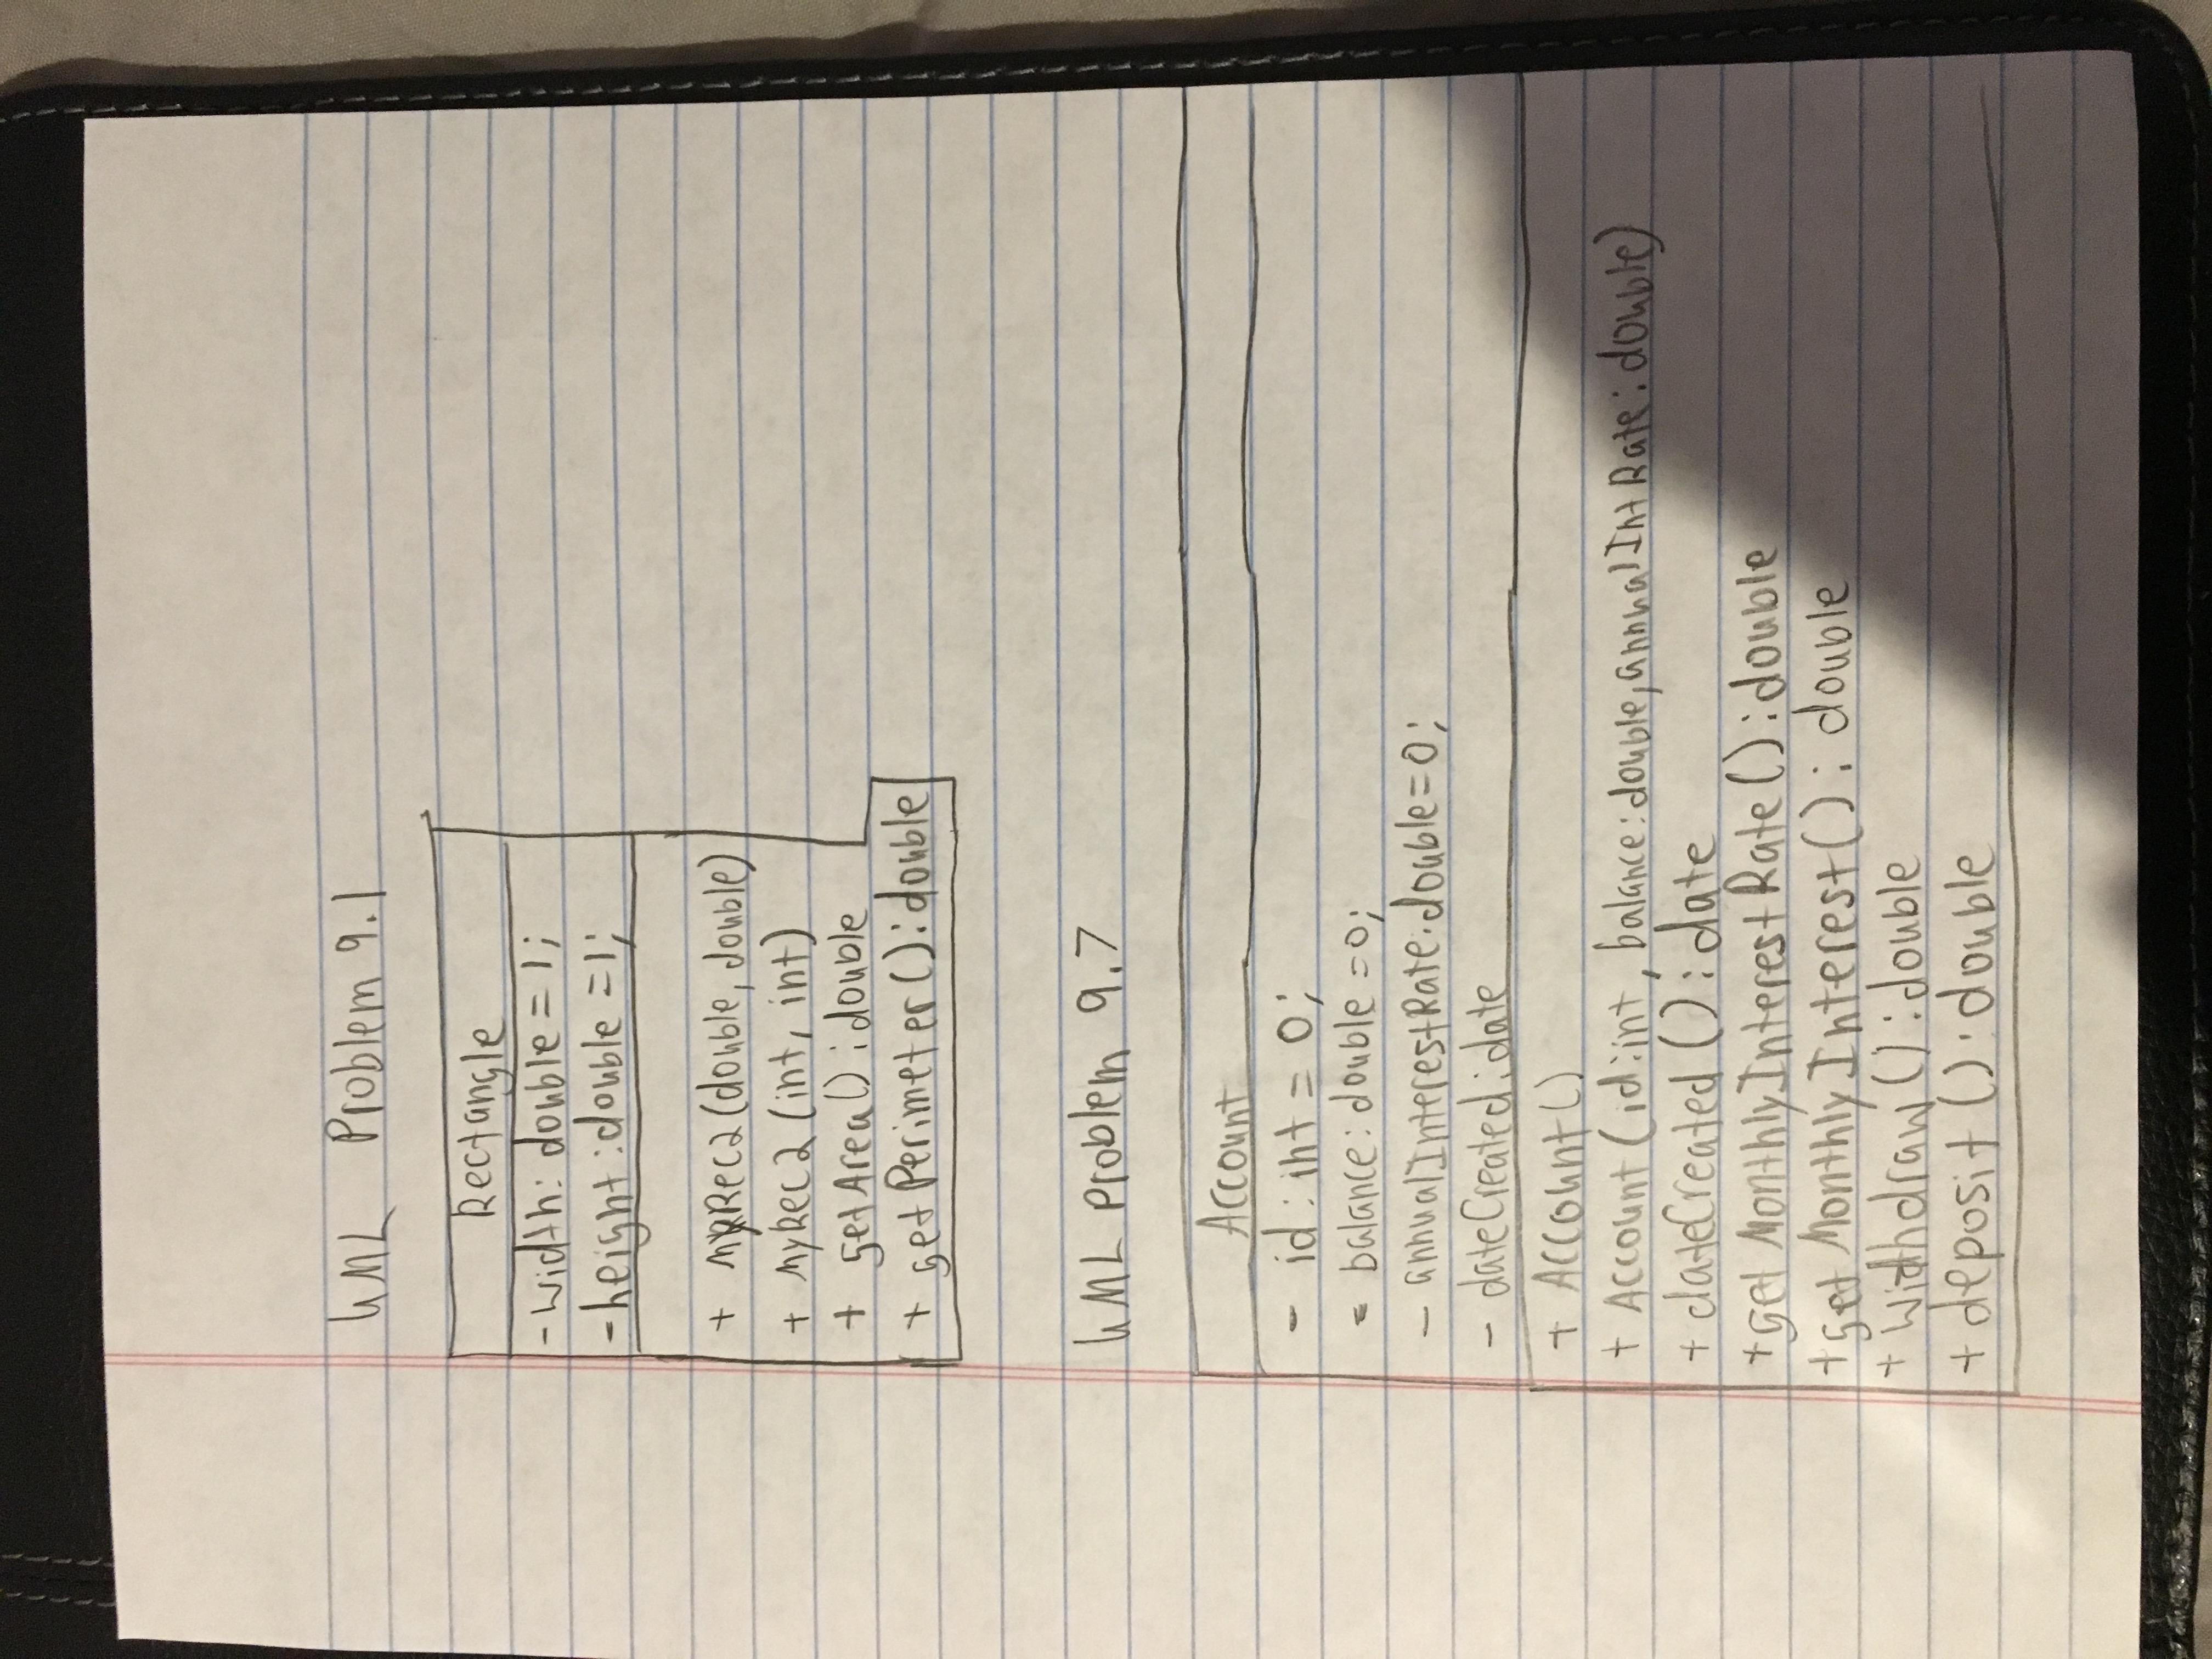 UML Problem 9.1
Rectangle
- width: double = 1;
- height: double = 1;
+ myRec2 (double, double)
+ myRec2 (int, int)
+ getArea(): double
+ getPerimeter(): double
UML problem 9.7
Account
- id: int = 0;
- balance: double = 0;
- annualInterestRate: double = 0;
- dateCreated: date
+ Account()
+ Account (id: int, balance: double, annualIntRate: double)
+ dateCreated (): date
+ getMonthlyInterestRate(): double
+ getMonthlyInterest(): double
+ withdraw(): double
+ deposit(): double